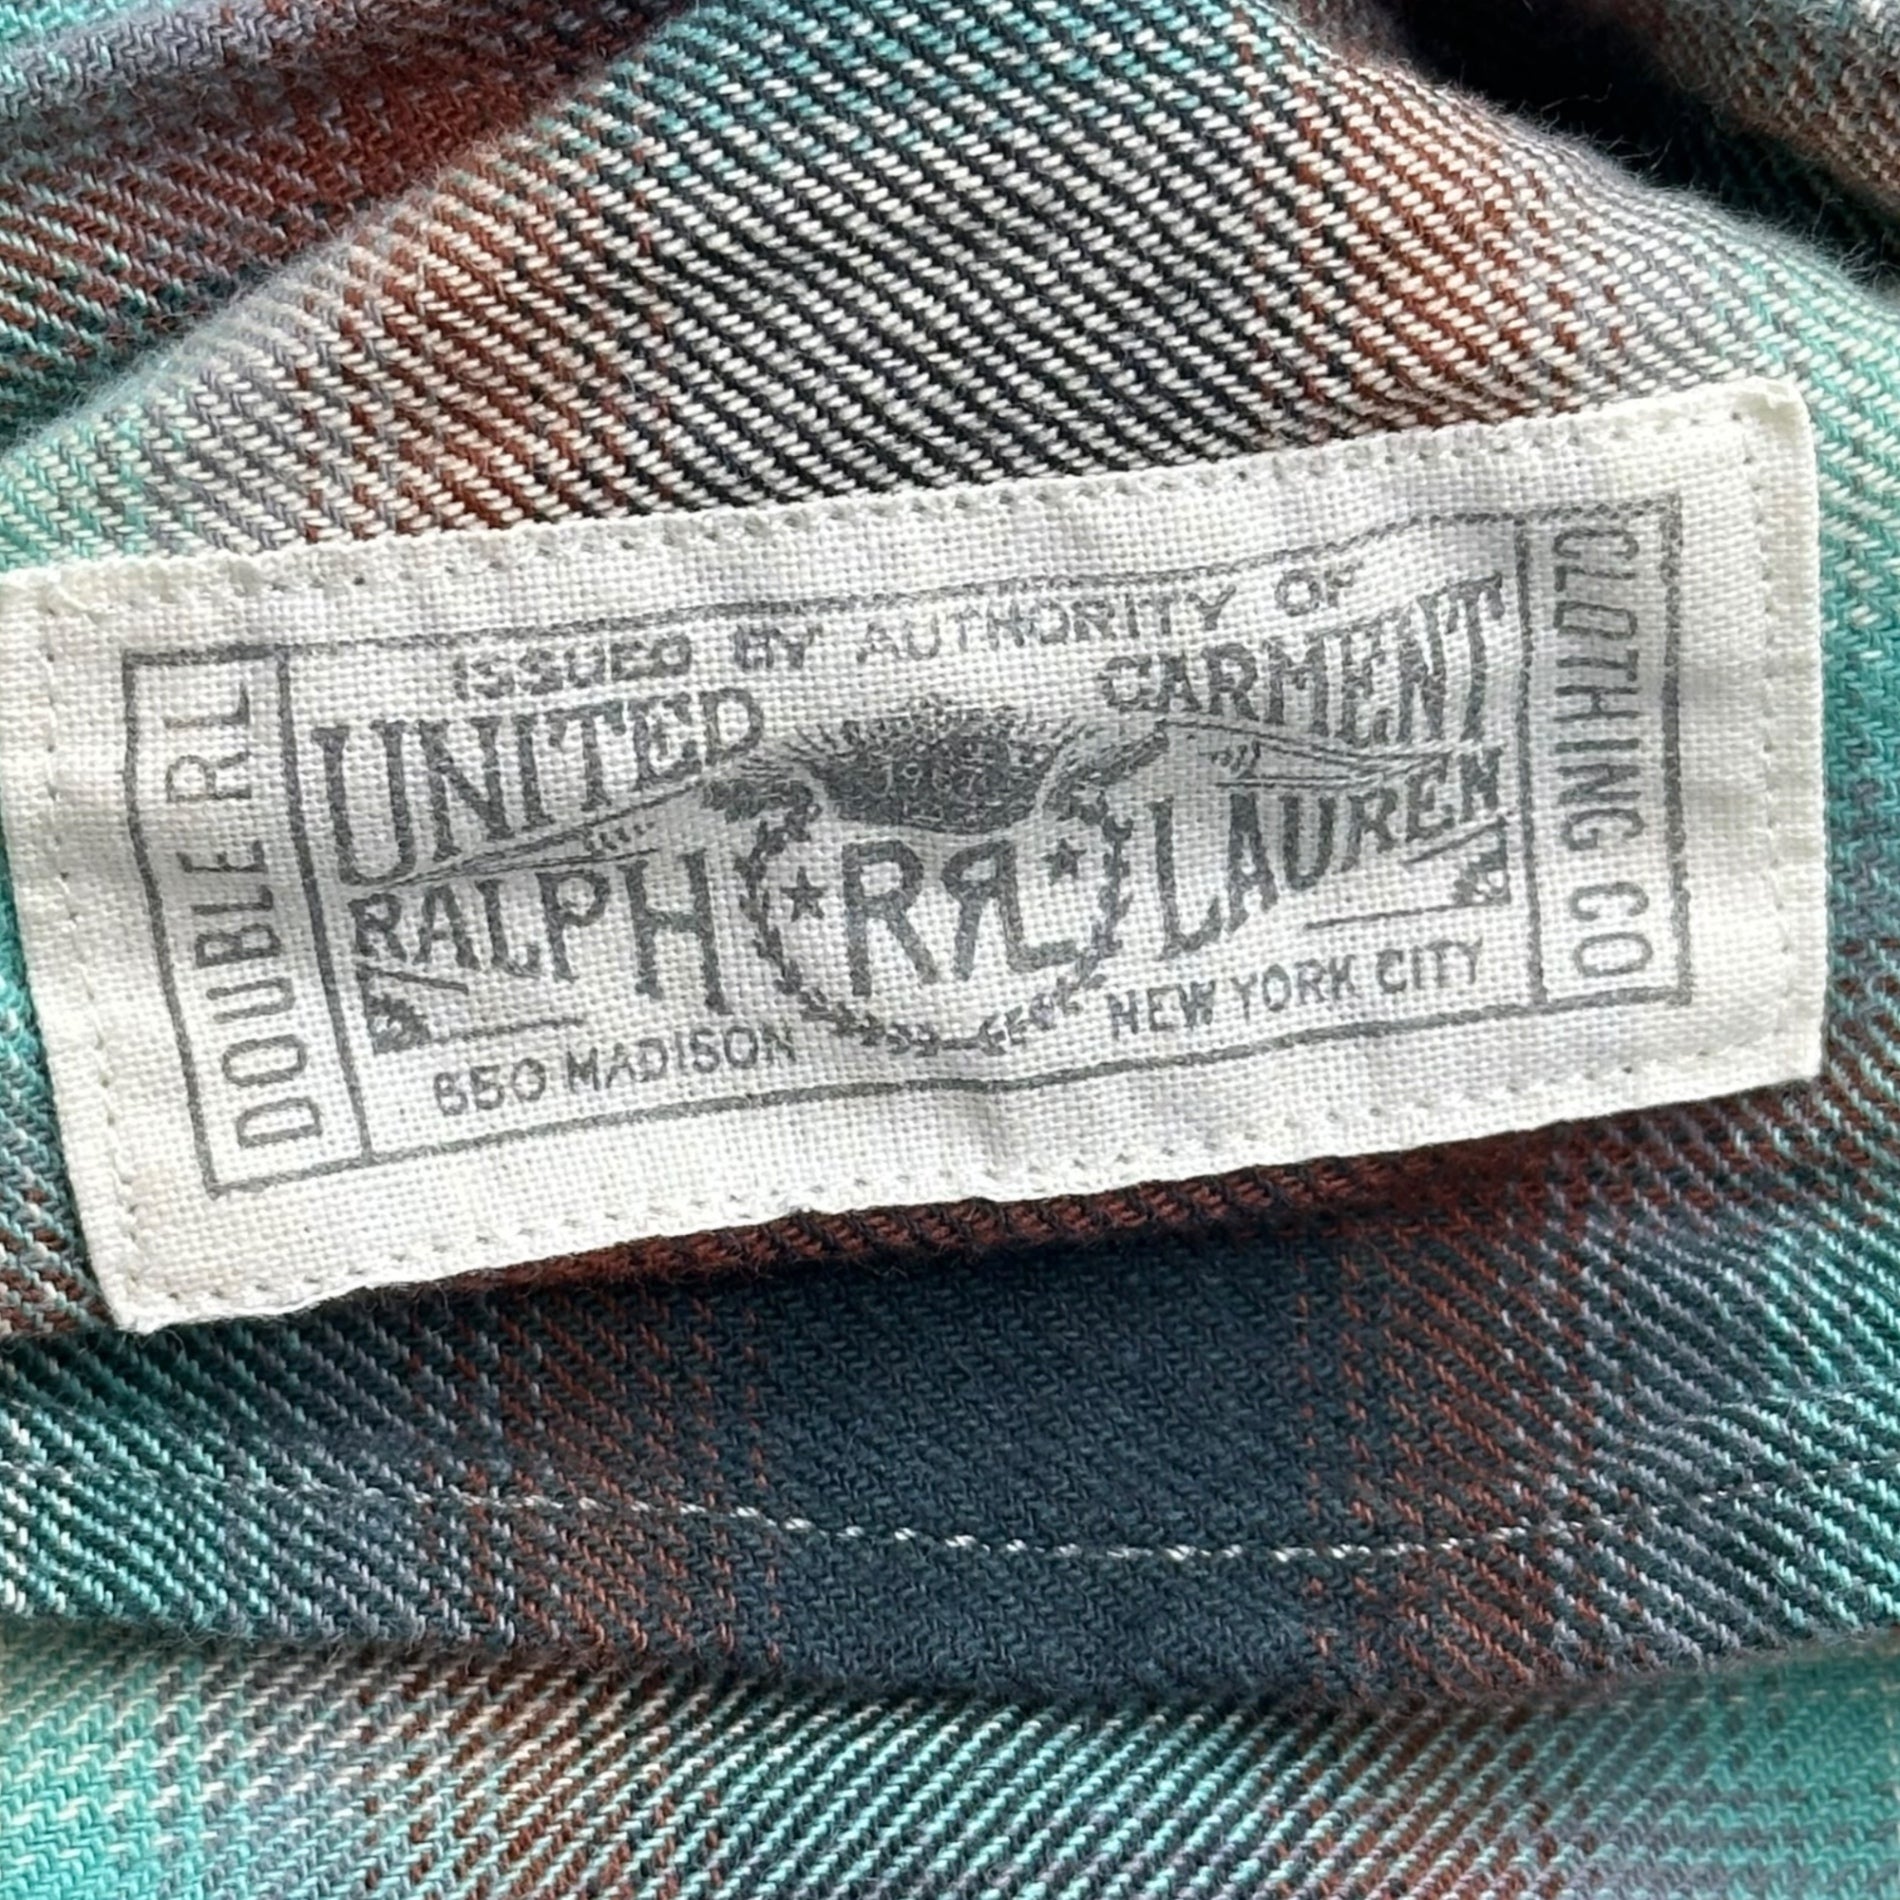 DOUBLE RL
ISSUED BY AUTHORITY OF
UNITED GARMENT
RALPH RRL LAUREN
650 MADISON NEW YORK CITY
CLOTHING CO